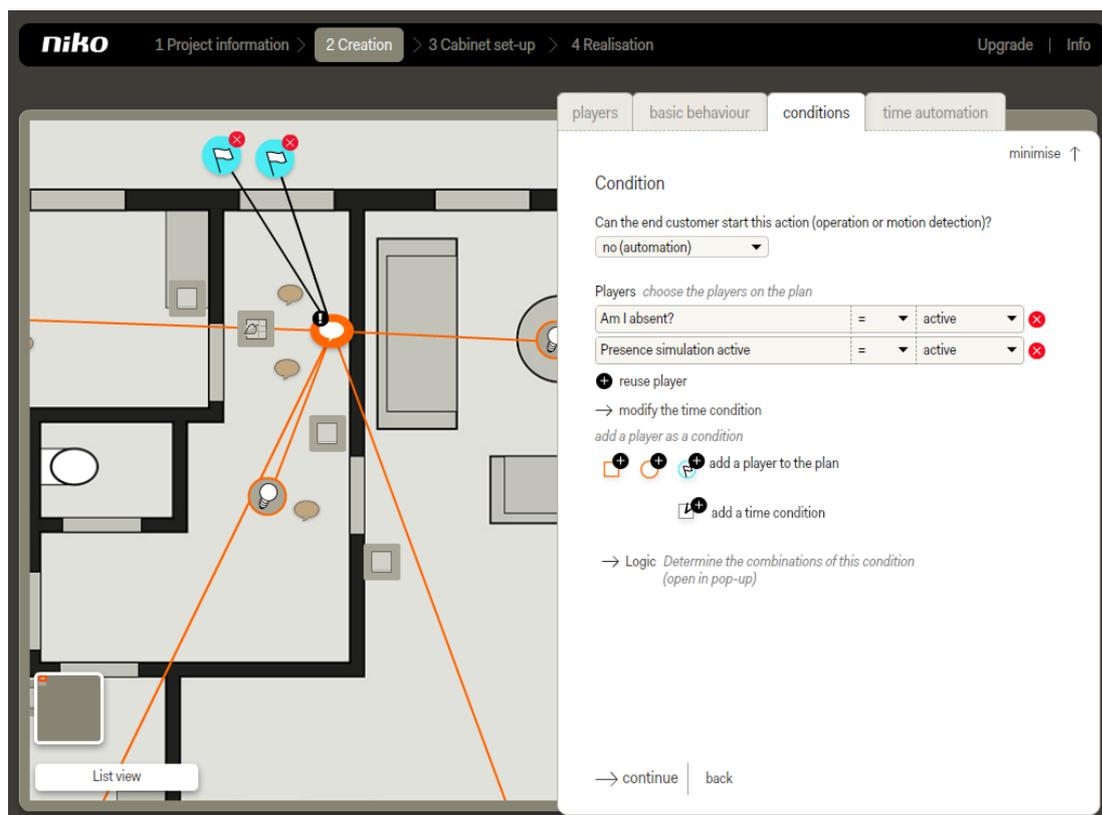 niko
1 Project information
2 Creation
3 Cabinet set-up
4 Realisation
Upgrade | Info
players
basic behaviour
conditions
time automation
minimise ↑
Condition
Can the end customer start this action (operation or motion detection)?
no (automation)
Players choose the players on the plan
Am I absent? = active
Presence simulation active = active
reuse player
→ modify the time condition
add a player as a condition
add a player to the plan
add a time condition
→ Logic Determine the combinations of this condition
(open in pop-up)
List view
→ continue | back